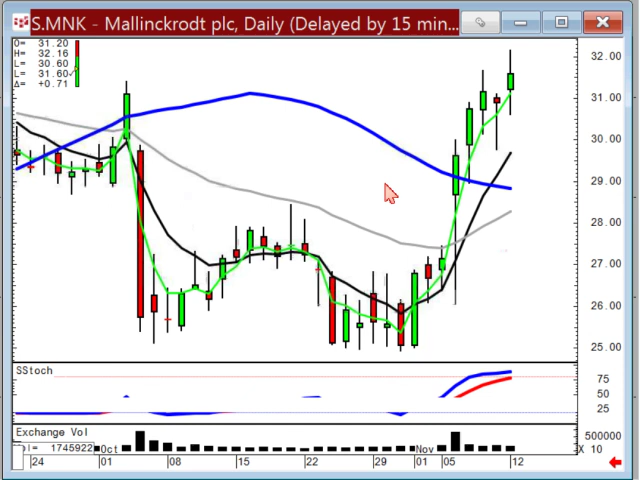 S.MNK - Mallinckrodt plc, Daily (Delayed by 15 min...
O= 31.20
H= 32.16
L= 30.60
L= 31.60
Δ= +0.71
32.00
31.00
30.00
29.00
28.00
27.00
26.00
25.00
SStoch
75
50
25
Exchange Vol
500000
Vol= 1745922
X 10
24 01 Oct 08 15 22 29 01 Nov 05 12